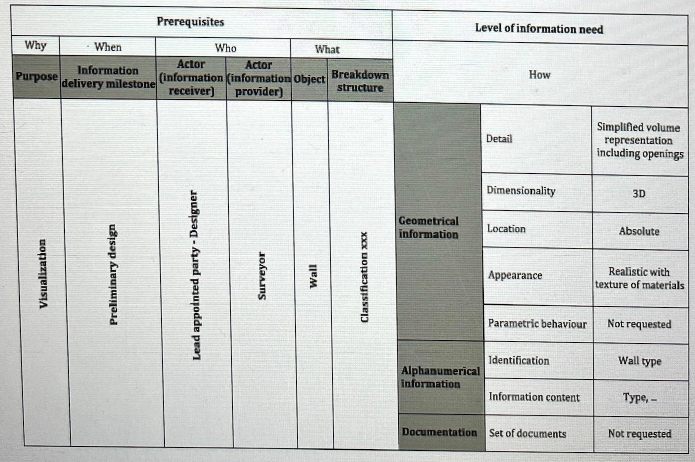 Prerequisites
Level of information need
Why
When
Who
What
How
Purpose
Information
delivery milestone
Actor
(information
receiver)
Actor
(information
provider)
Object
Breakdown
structure
Visualization
Preliminary design
Lead appointed party - Designer
Surveyor
Wall
Classification xxx
Geometrical
information
Detail
Simplified volume
representation
including openings
Dimensionality
3D
Location
Absolute
Appearance
Realistic with
texture of materials
Parametric behaviour
Not requested
Alphanumerical
information
Identification
Wall type
Information content
Type, –
Documentation
Set of documents
Not requested